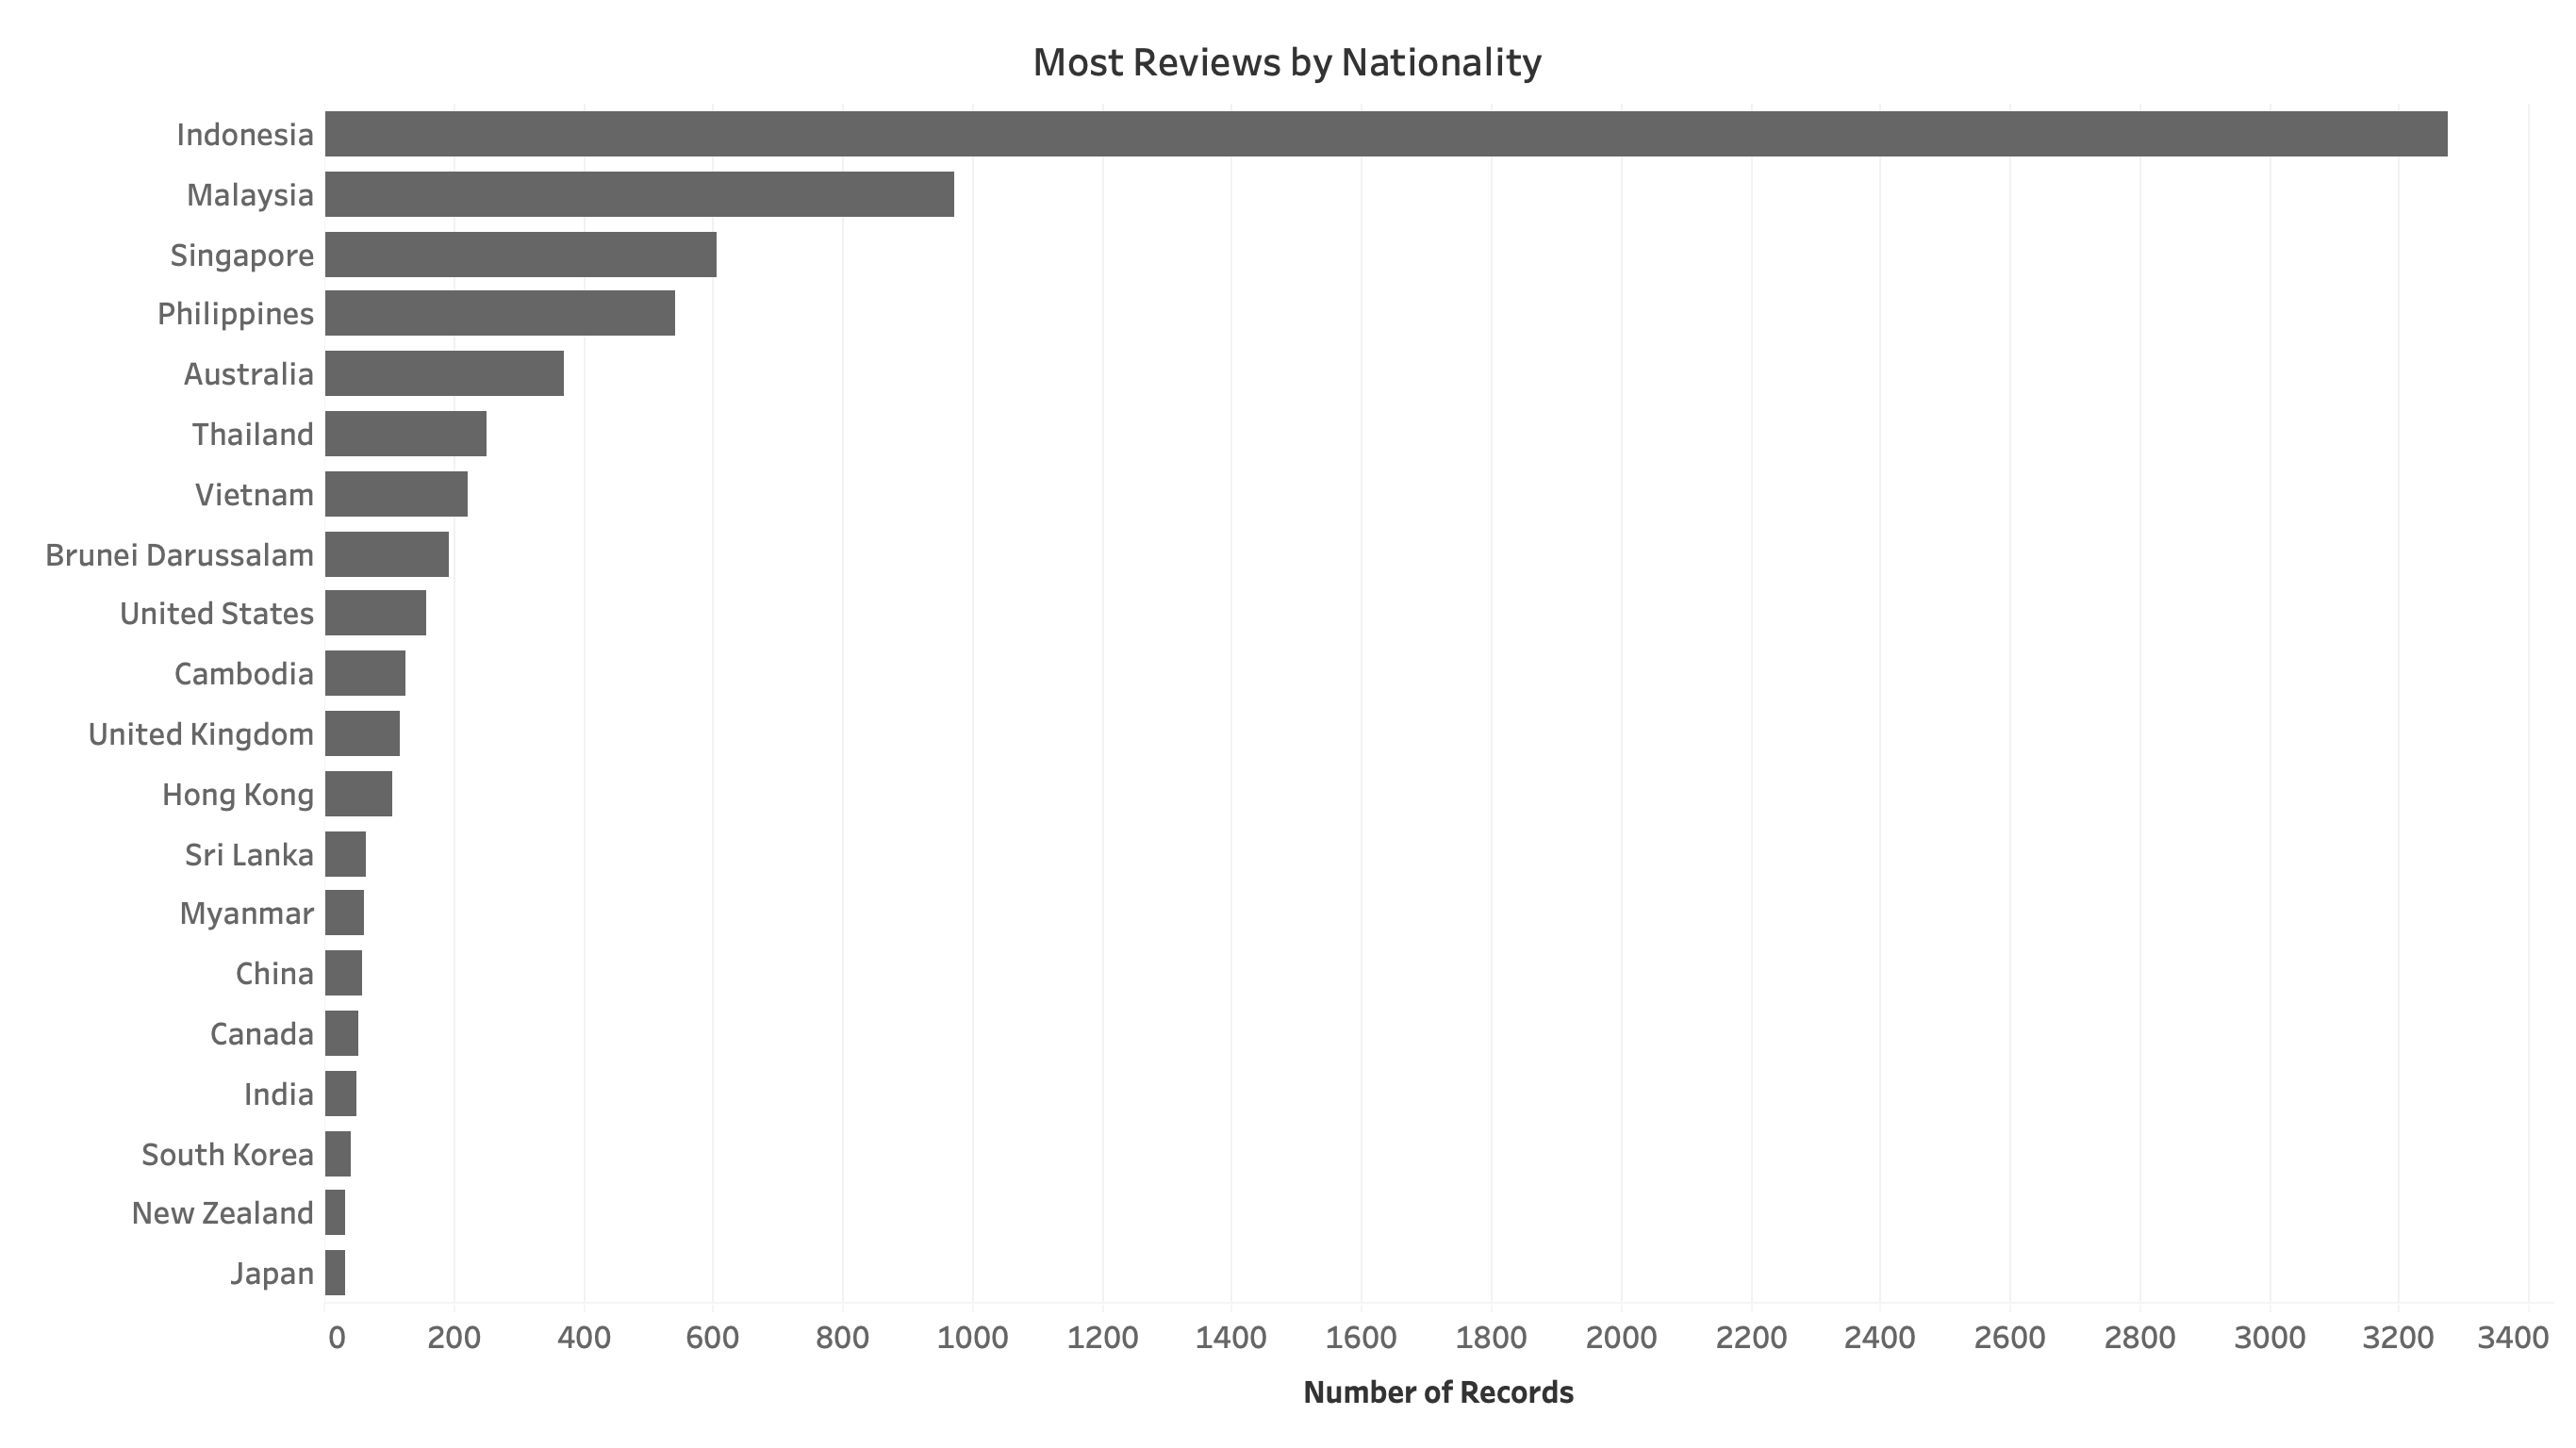 Most Reviews by Nationality
Indonesia
Malaysia
Singapore
Philippines
Australia
Thailand
Vietnam
Brunei Darussalam
United States
Cambodia
United Kingdom
Hong Kong
Sri Lanka
Myanmar
China
Canada
India
South Korea
New Zealand
Japan
0 200 400 600 800 1000 1200 1400 1600 1800 2000 2200 2400 2600 2800 3000 3200 3400
Number of Records